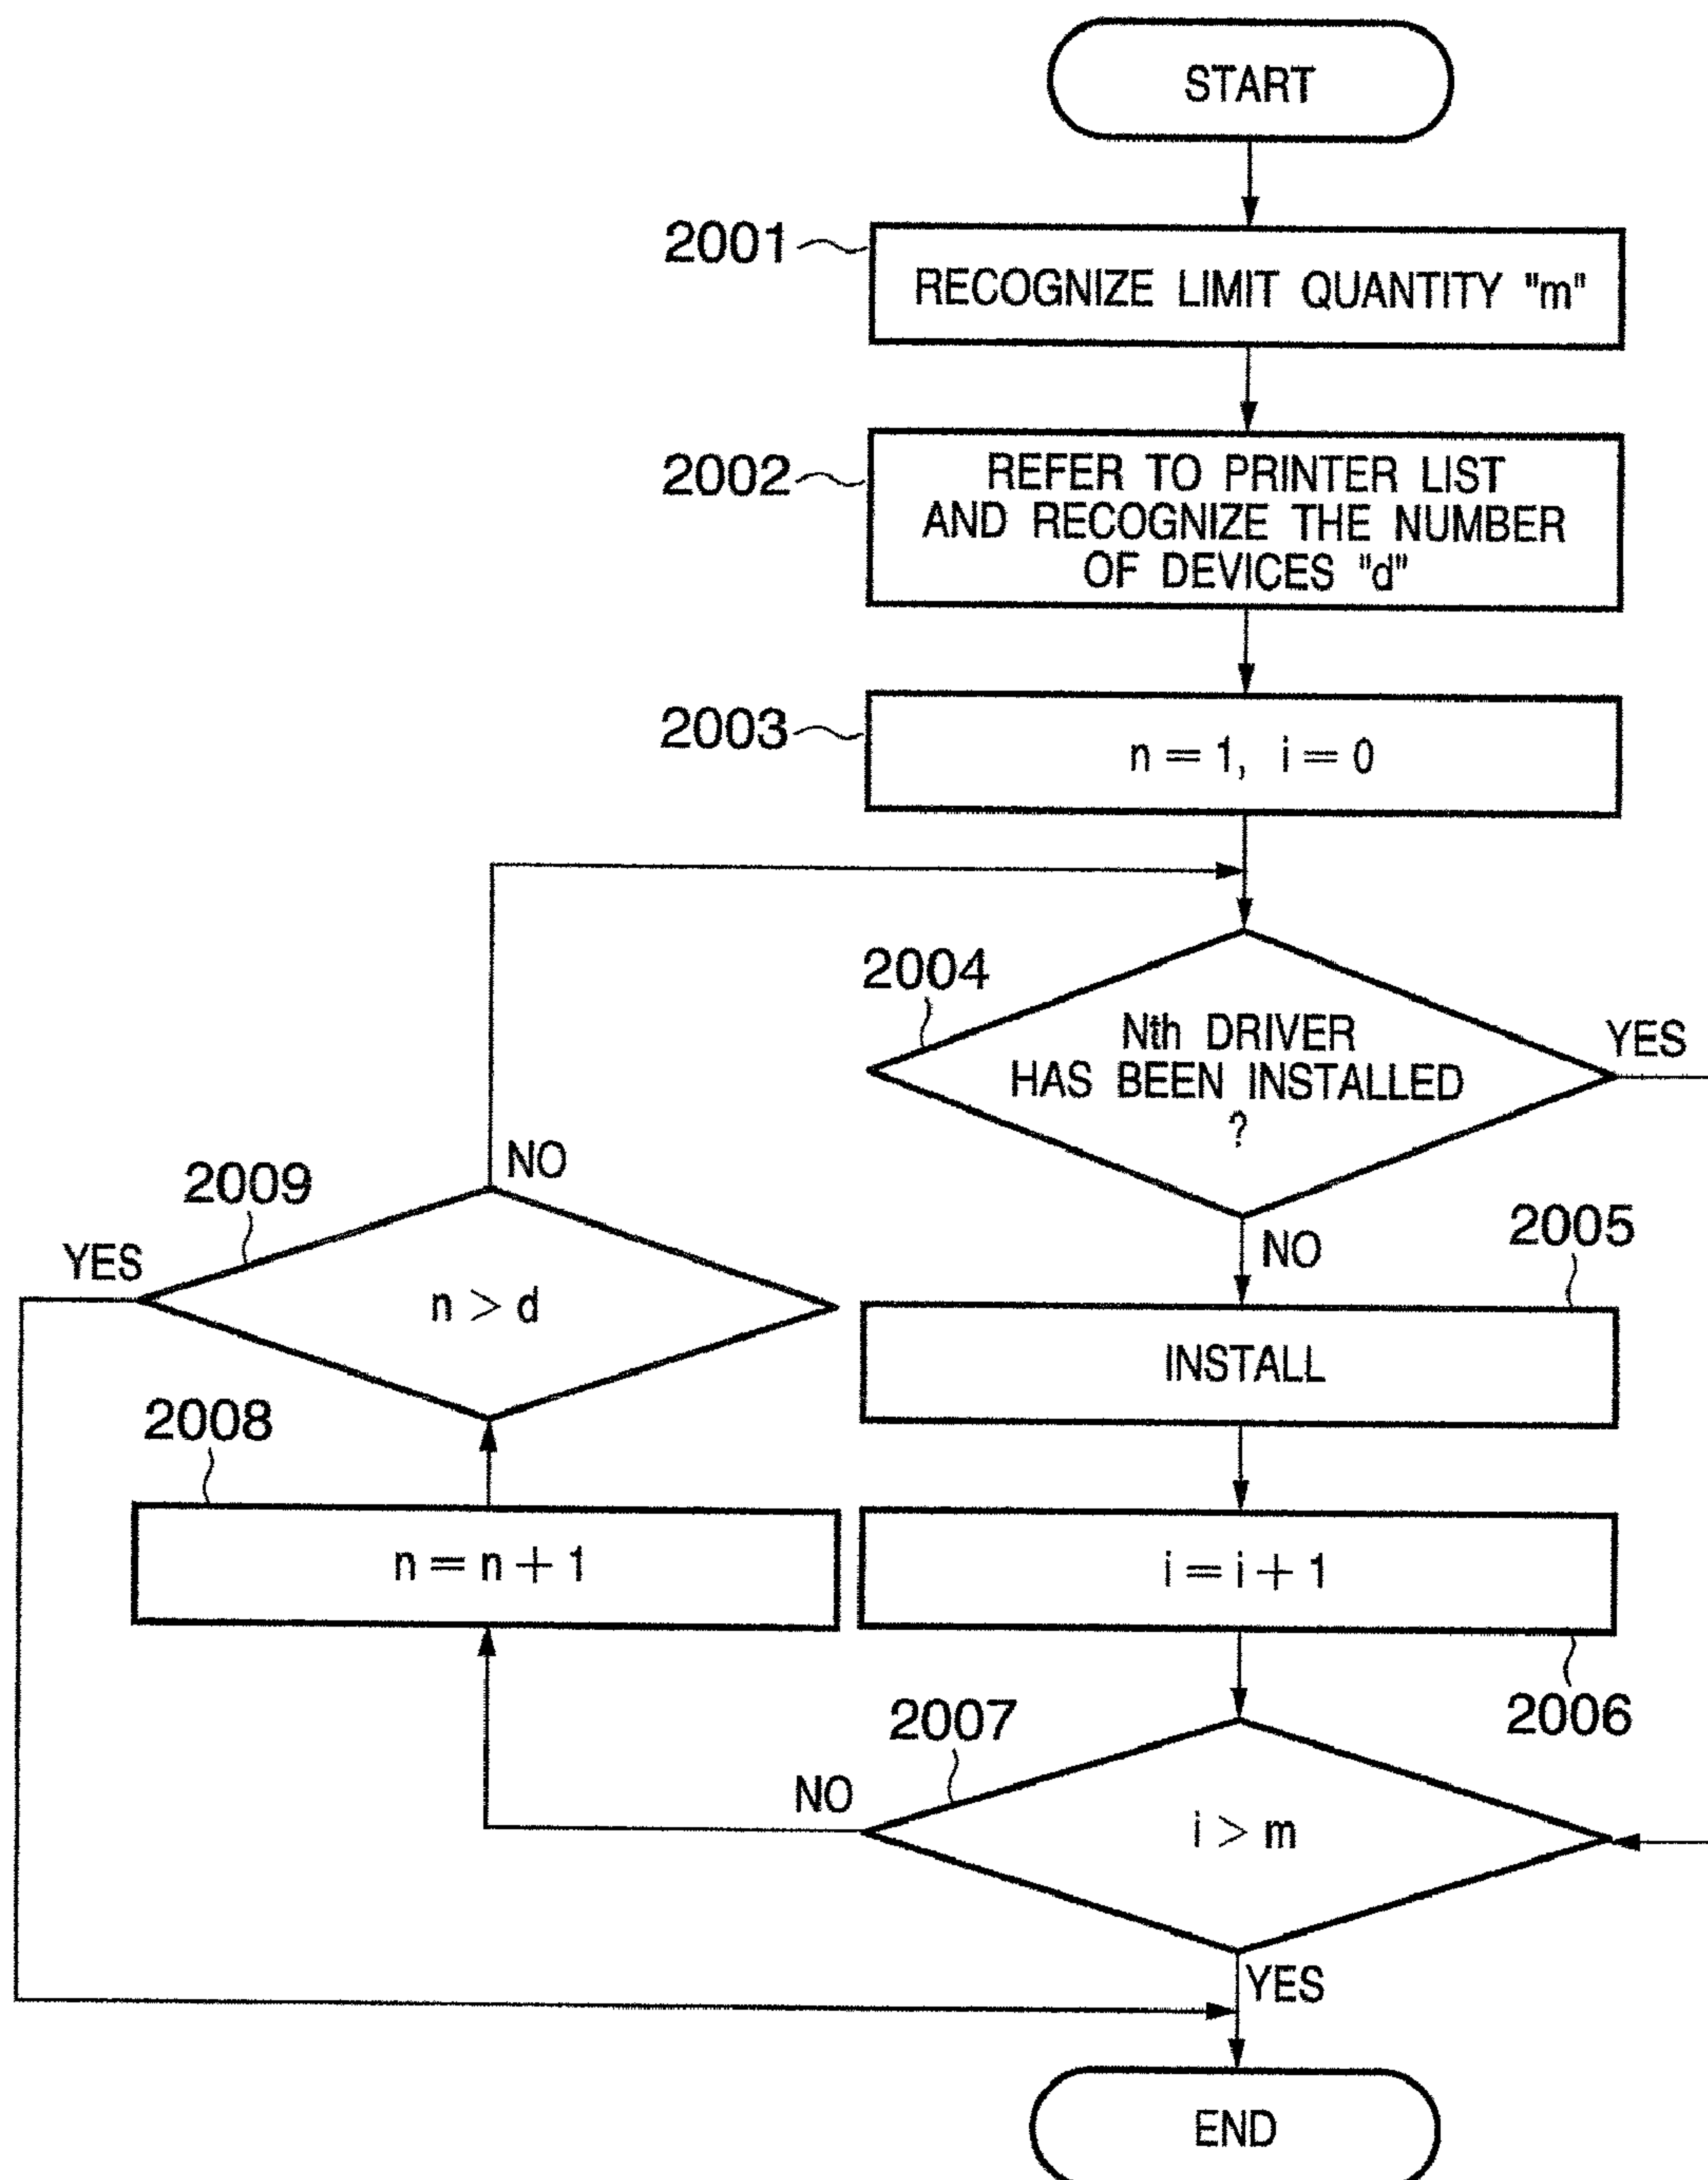 START
2001
RECOGNIZE LIMIT QUANTITY "m"
2002
REFER TO PRINTER LIST
AND RECOGNIZE THE NUMBER
OF DEVICES "d"
2003
n = 1, i = 0
2004
Nth DRIVER
HAS BEEN INSTALLED
?
YES
NO
2009
NO
YES
n > d
2005
INSTALL
2008
n = n + 1
i = i + 1
2006
2007
NO
i > m
YES
END